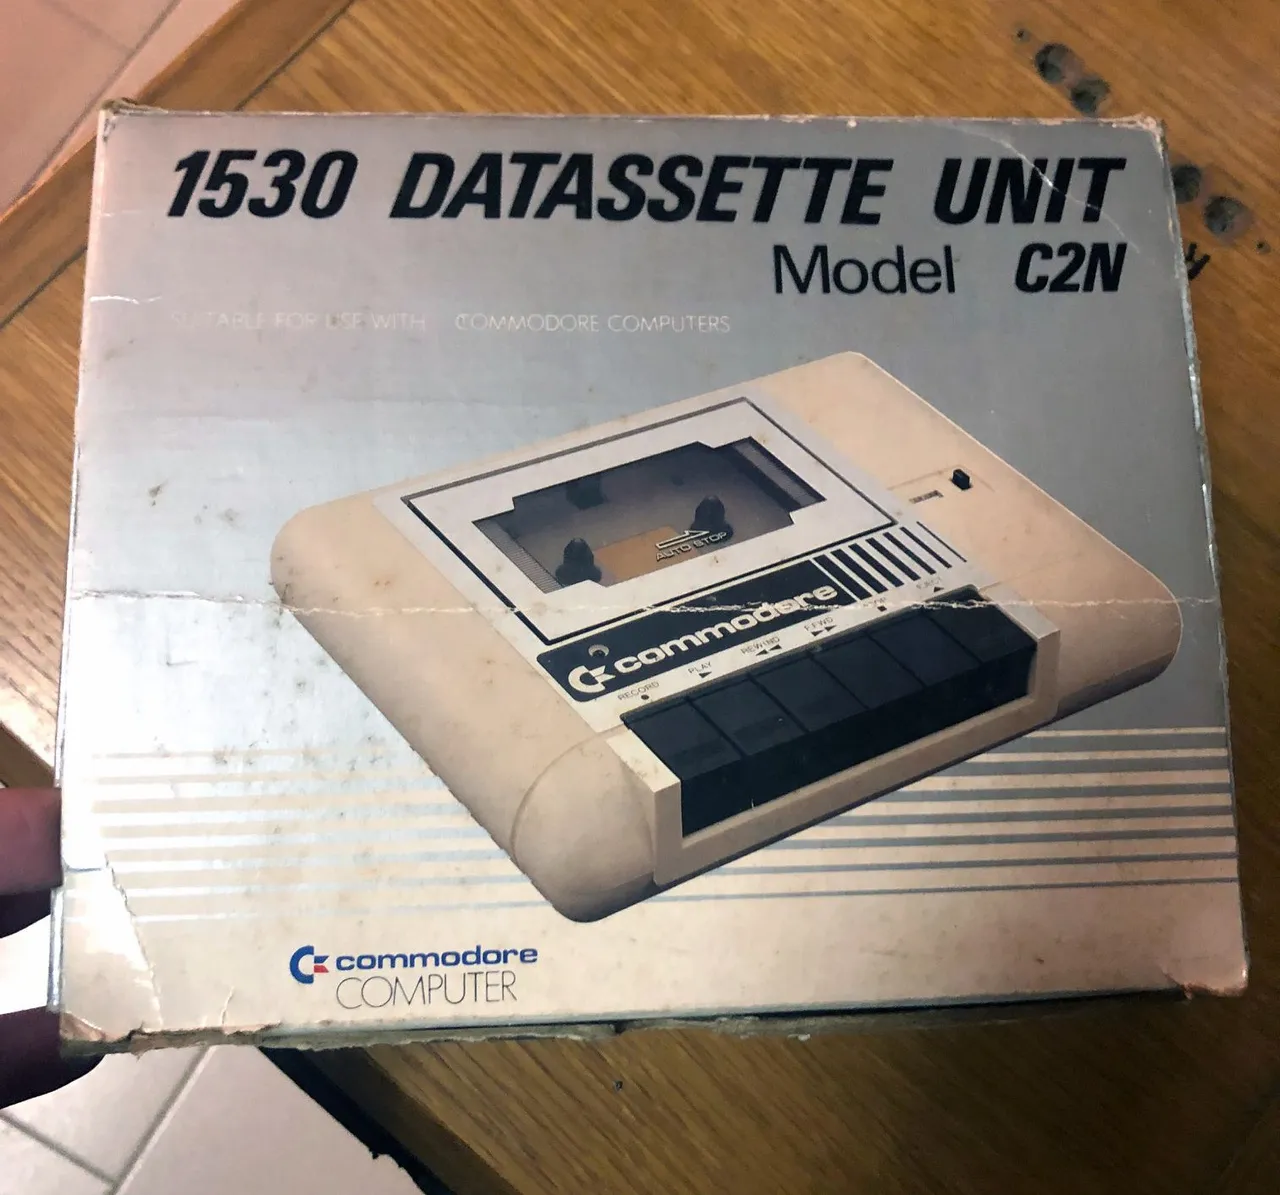 1530 DATASSETTE UNIT
Model C2N
SUITABLE FOR USE WITH COMMODORE COMPUTERS
AUTO STOP
commodore
RECORD PLAY REWIND F.FWD EJECT
commodore
COMPUTER